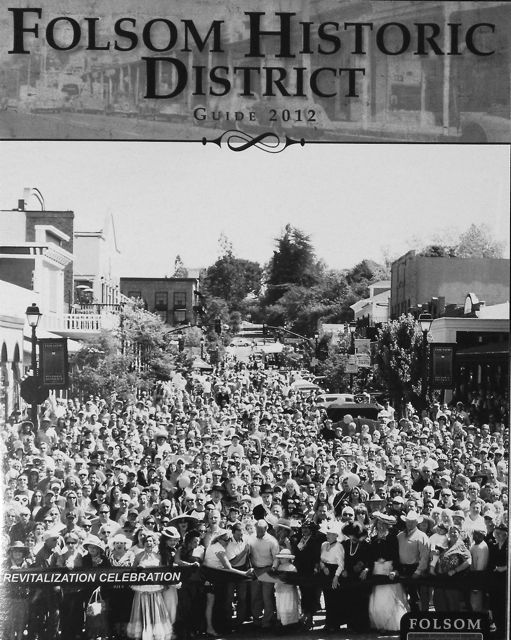 FOLSOM HISTORIC
DISTRICT
GUIDE 2012
REVITALIZATION CELEBRATION
FOLSOM